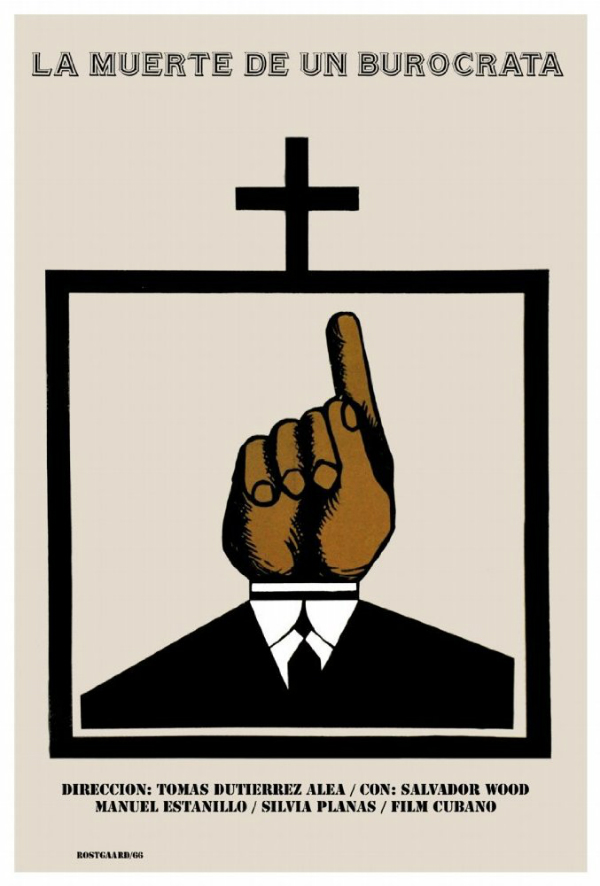 LA MUERTE DE UN BUROCRATA
DIRECCION: TOMAS DUTIERREZ ALEA / CON: SALVADOR WOOD
MANUEL ESTANILLO / SILVIA PLANAS / FILM CUBANO
ROSTGAARD/66